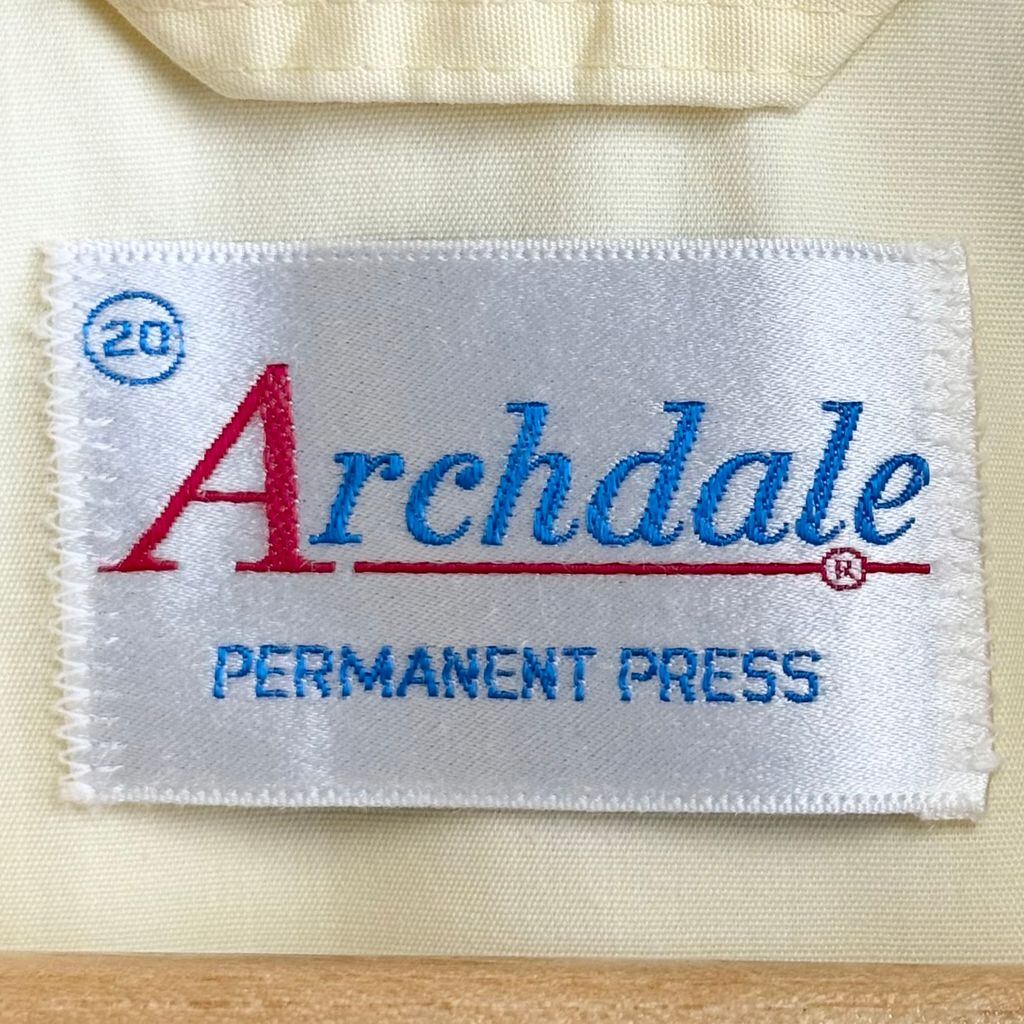 20
Archdale
®
PERMANENT PRESS